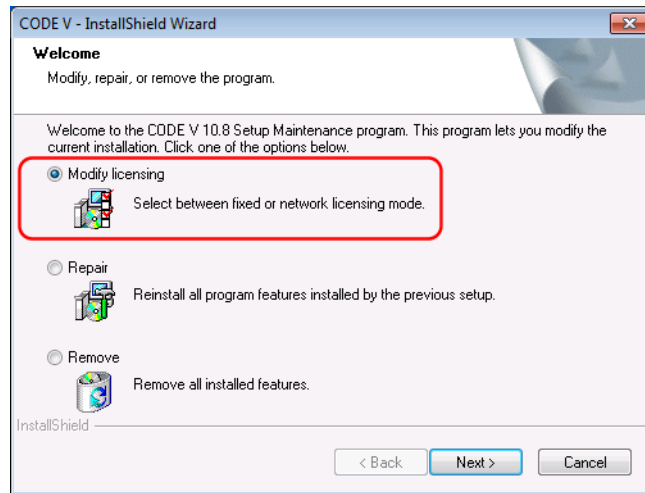 CODE V - InstallShield Wizard
Welcome
Modify, repair, or remove the program.
Welcome to the CODE V 10.8 Setup Maintenance program. This program lets you modify the
current installation. Click one of the options below.
Modify licensing
Select between fixed or network licensing mode.
Repair
Reinstall all program features installed by the previous setup.
Remove
Remove all installed features.
InstallShield
< Back Next > Cancel